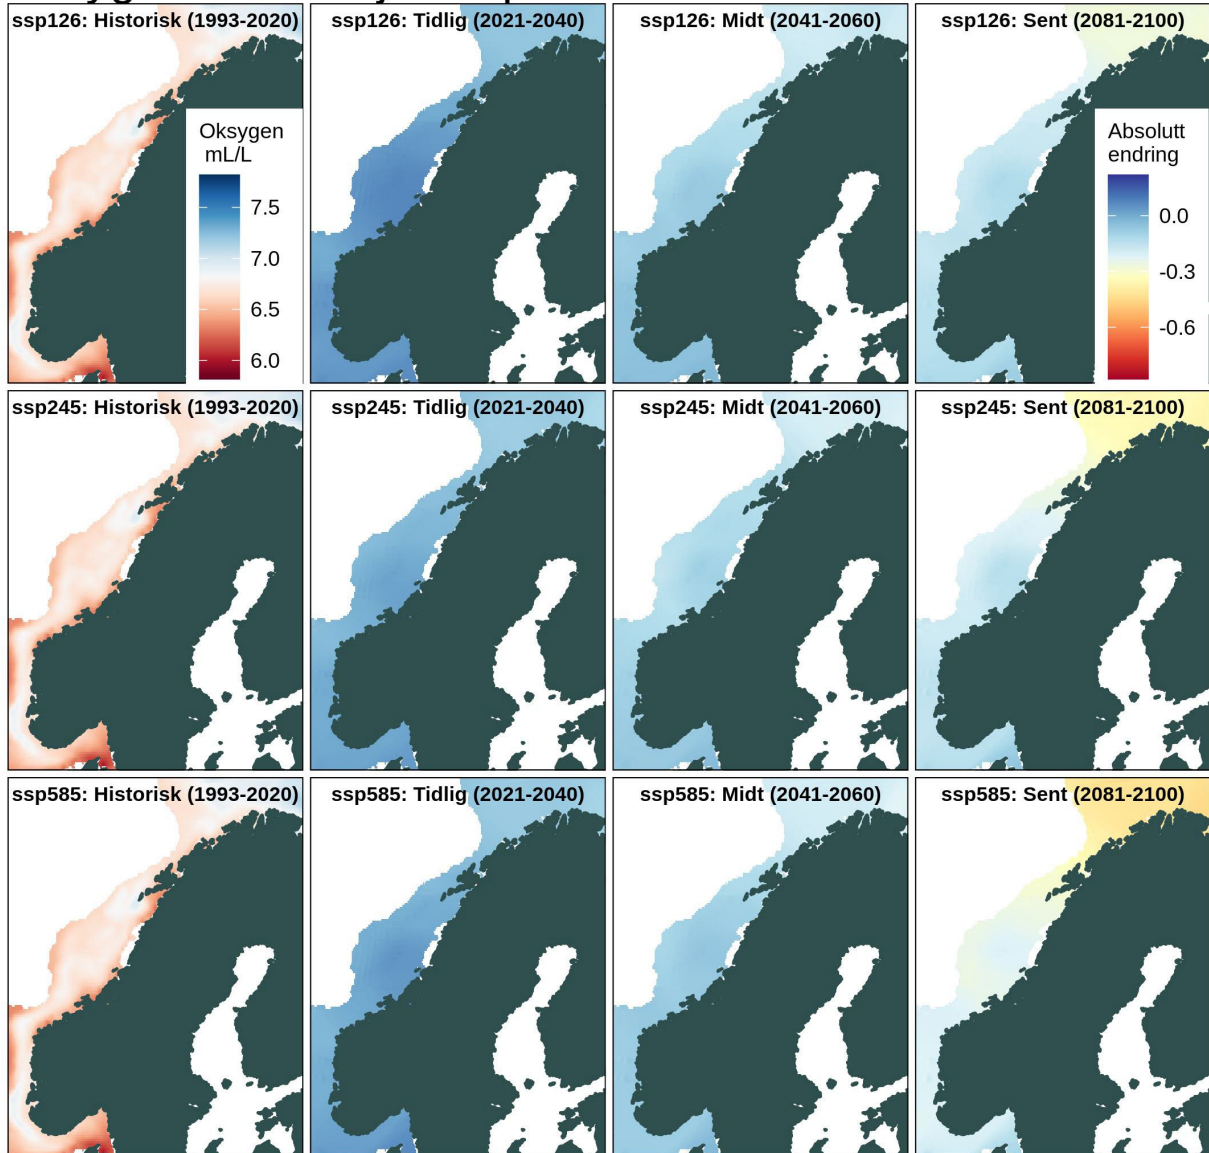 ssp126: Historisk (1993-2020)
ssp126: Tidlig (2021-2040)
ssp126: Midt (2041-2060)
ssp126: Sent (2081-2100)
Oksygen
mL/L
7.5
7.0
6.5
6.0
Absolutt
endring
0.0
-0.3
-0.6
ssp245: Historisk (1993-2020)
ssp245: Tidlig (2021-2040)
ssp245: Midt (2041-2060)
ssp245: Sent (2081-2100)
ssp585: Historisk (1993-2020)
ssp585: Tidlig (2021-2040)
ssp585: Midt (2041-2060)
ssp585: Sent (2081-2100)